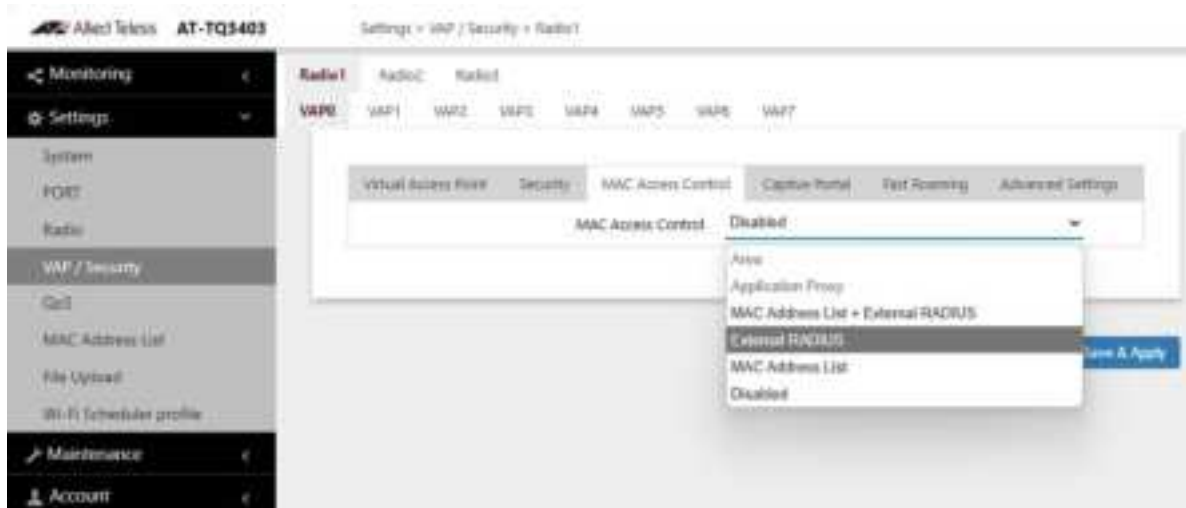 Allied Telesis AT-TQ5403
Settings > VAP / Security > Radio1
Monitoring
Settings
System
PORT
Radio
VAP / Security
QoS
MAC Address List
File Upload
Wi-Fi Scheduler profile
Maintenance
Account
Radio1 Radio2 Radio3
VAP0 VAP1 VAP2 VAP3 VAP4 VAP5 VAP6 VAP7
Virtual Access Point Security MAC Access Control Captive Portal Fast Roaming Advanced Settings
MAC Access Control Disabled
Area
Application Proxy
MAC Address List + External RADIUS
External RADIUS
MAC Address List
Disabled
Save & Apply